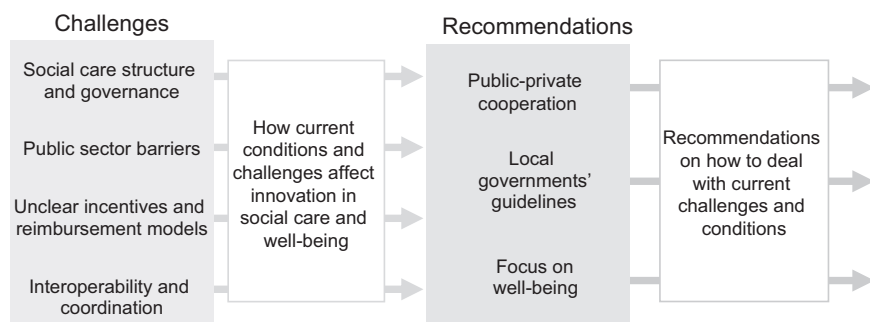 Challenges
Social care structure
and governance
Public sector barriers
Unclear incentives and
reimbursement models
Interoperability and
coordination
How current
conditions and
challenges affect
innovation in
social care and
well-being
Recommendations
Public-private
cooperation
Local
governments’
guidelines
Focus on
well-being
Recommendations
on how to deal
with current
challenges and
conditions